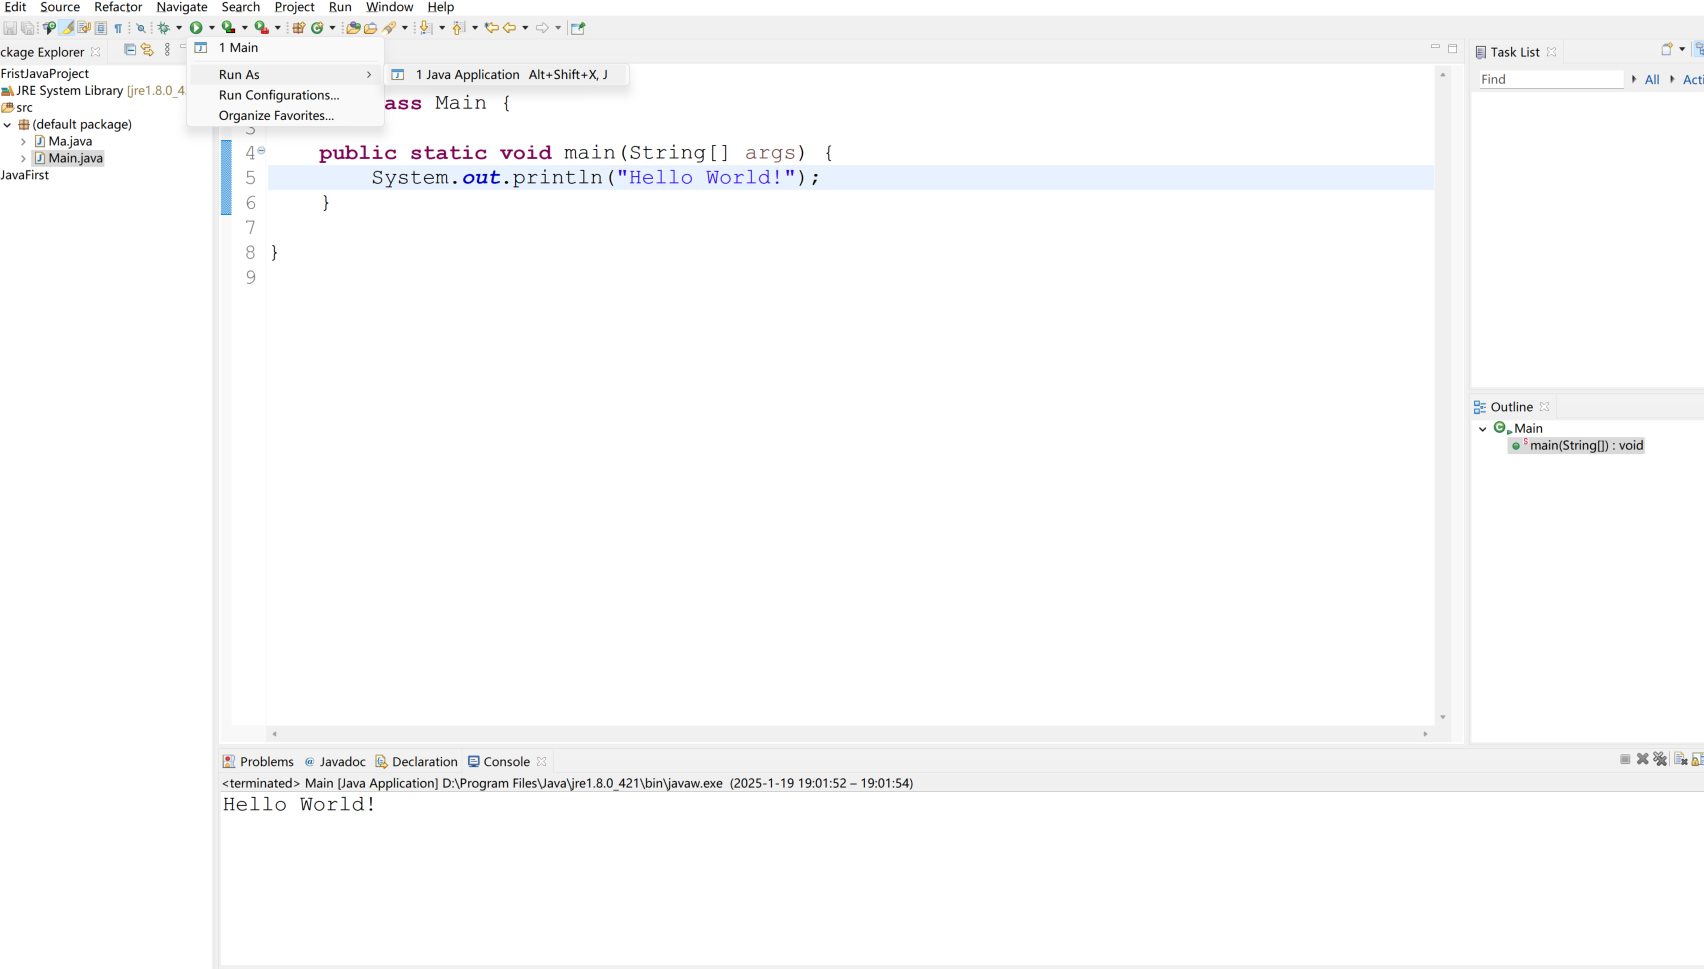 Edit Source Refactor Navigate Search Project Run Window Help
ckage Explorer
1 Main
Run As
Run Configurations...
Organize Favorites...
1 Java Application Alt+Shift+X, J
FristJavaProject
JRE System Library [jre1.8.0_4
src
(default package)
Ma.java
Main.java
JavaFirst
ass Main {
3
4 public static void main(String[] args) {
5 System.out.println("Hello World!");
6 }
7
8 }
9
Task List
Find All Acti
Outline
Main
main(String[]) : void
Problems @ Javadoc Declaration Console
<terminated> Main [Java Application] D:\Program Files\Java\jre1.8.0_421\bin\javaw.exe (2025-1-19 19:01:52 – 19:01:54)
Hello World!